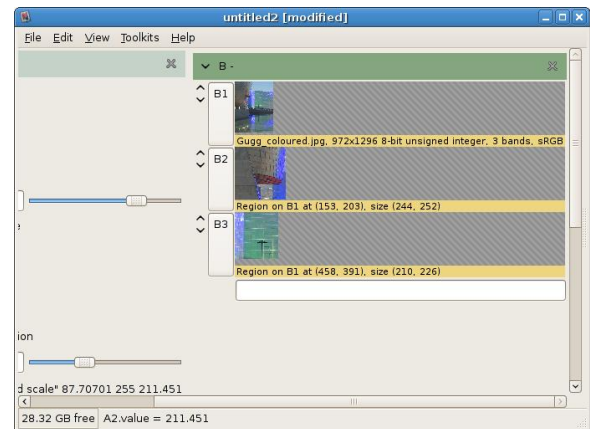 untitled2 [modified]
File Edit View Toolkits Help
B -
B1
Gugg_coloured.jpg, 972x1296 8-bit unsigned integer, 3 bands, sRGB
B2
Region on B1 at (153, 203), size (244, 252)
B3
Region on B1 at (458, 391), size (210, 226)
ion
d scale" 87.70701 255 211.451
28.32 GB free A2.value = 211.451